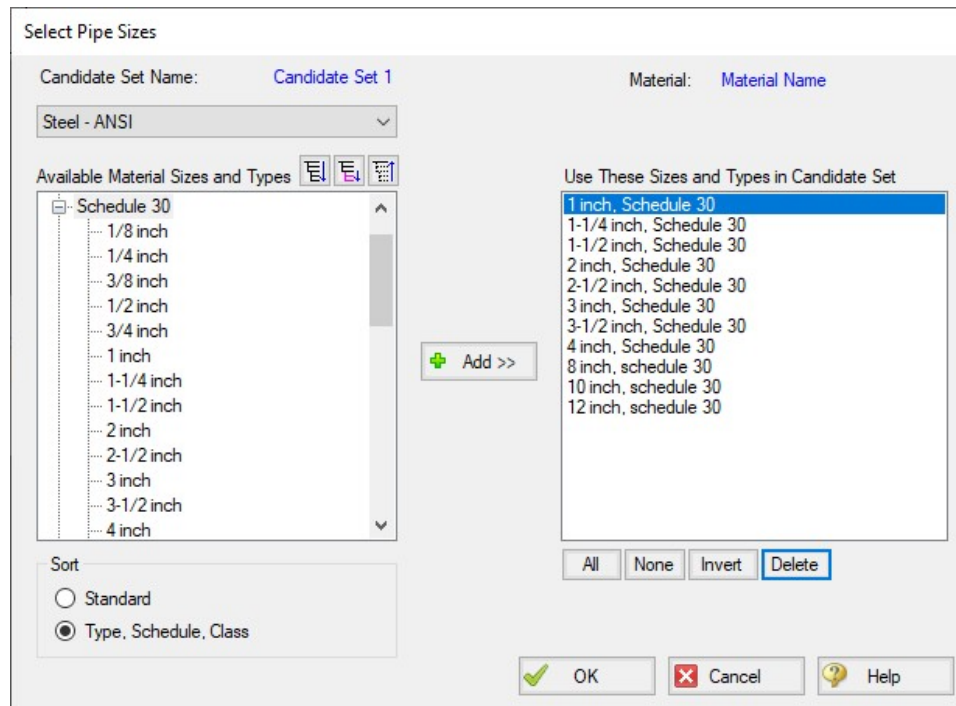 Select Pipe Sizes
Candidate Set Name: Candidate Set 1
Material: Material Name
Steel - ANSI
Available Material Sizes and Types
Schedule 30
1/8 inch
1/4 inch
3/8 inch
1/2 inch
3/4 inch
1 inch
1-1/4 inch
1-1/2 inch
2 inch
2-1/2 inch
3 inch
3-1/2 inch
4 inch
Add >>
Use These Sizes and Types in Candidate Set
1 inch, Schedule 30
1-1/4 inch, Schedule 30
1-1/2 inch, Schedule 30
2 inch, Schedule 30
2-1/2 inch, Schedule 30
3 inch, Schedule 30
3-1/2 inch, Schedule 30
4 inch, Schedule 30
8 inch, schedule 30
10 inch, schedule 30
12 inch, schedule 30
All None Invert Delete
Sort
Standard
Type, Schedule, Class
OK Cancel Help